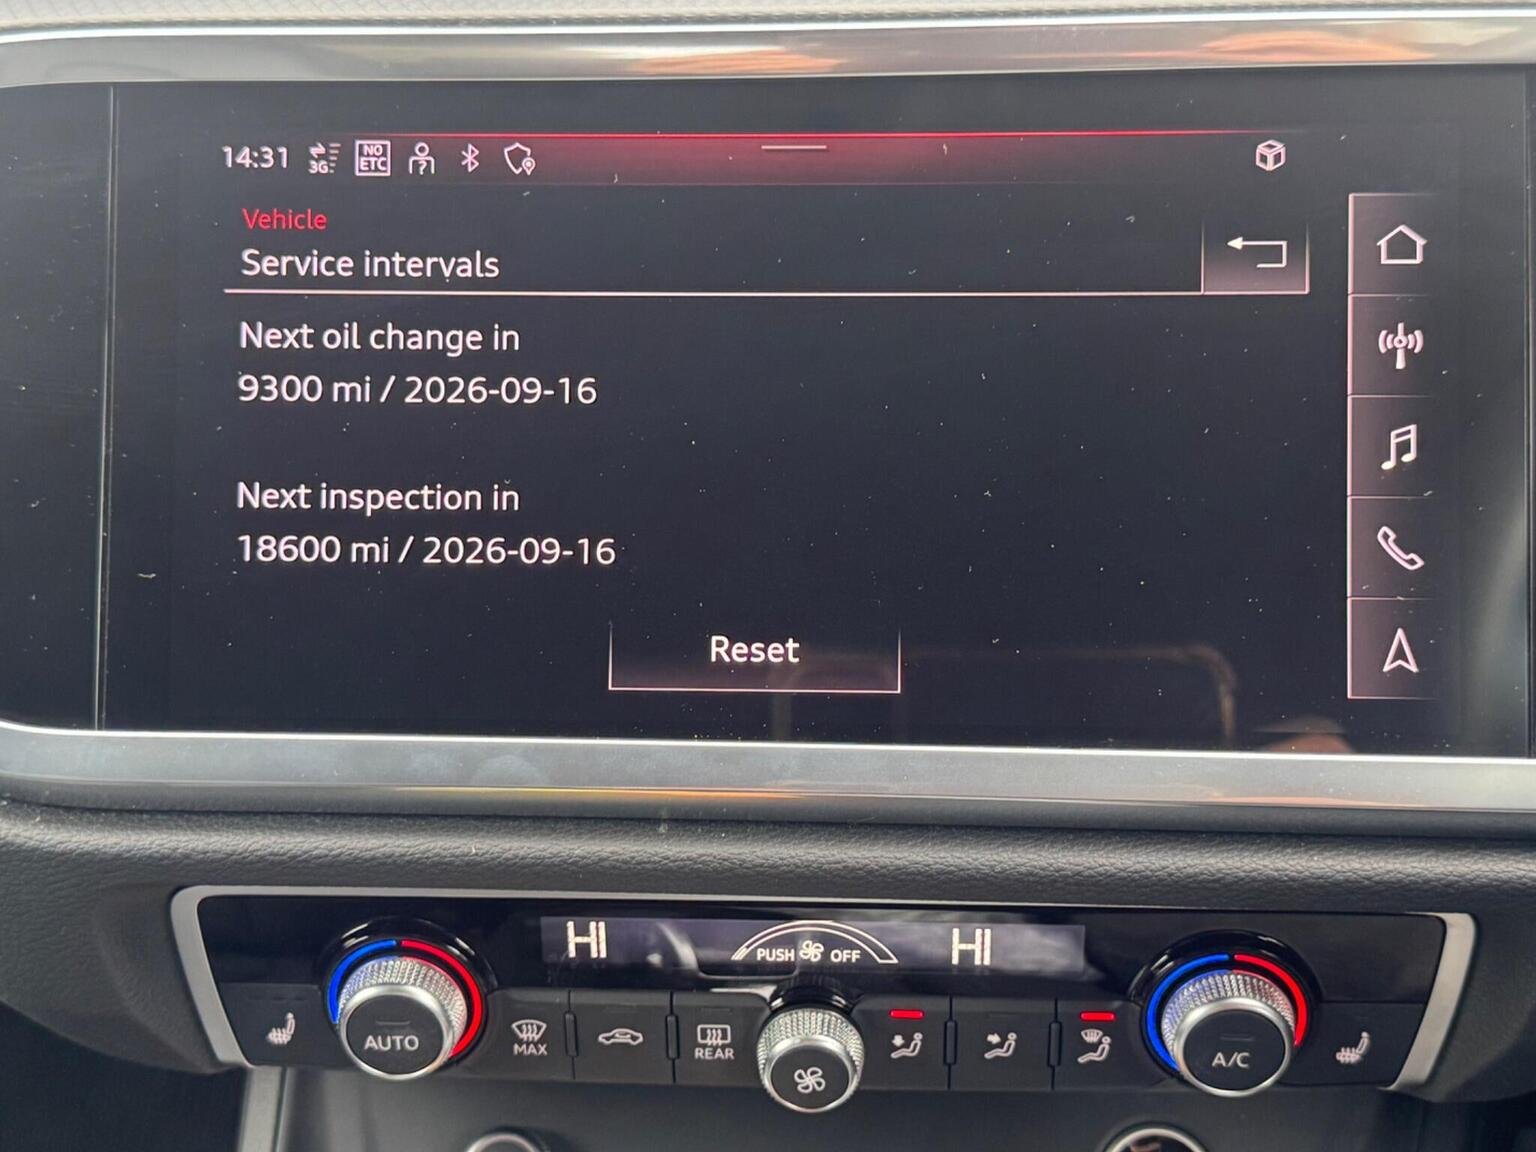 14:31 3G NO ETC ?
Vehicle
Service intervals
Next oil change in
9300 mi / 2026-09-16
Next inspection in
18600 mi / 2026-09-16
Reset
HI PUSH OFF HI
AUTO MAX REAR A/C